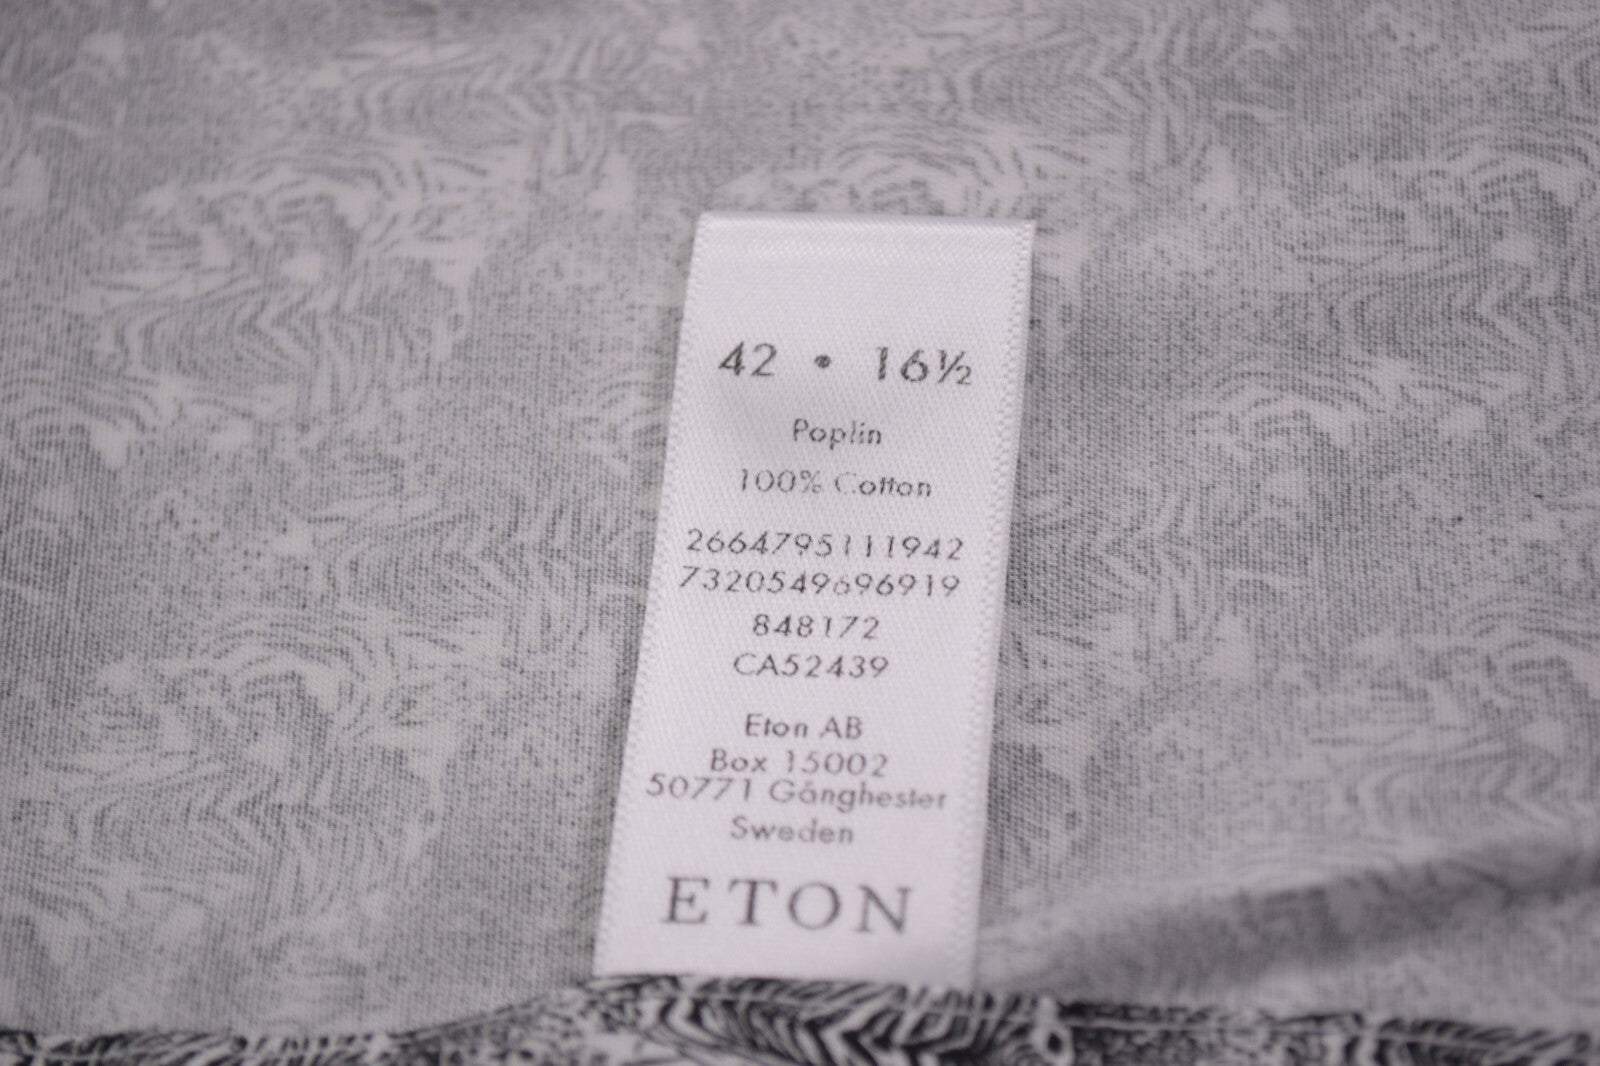 42 • 16½
Poplin
100% Cotton
2664795111942
7320549696919
848172
CA52439
Eton AB
Box 15002
50771 Gånghester
Sweden
ETON